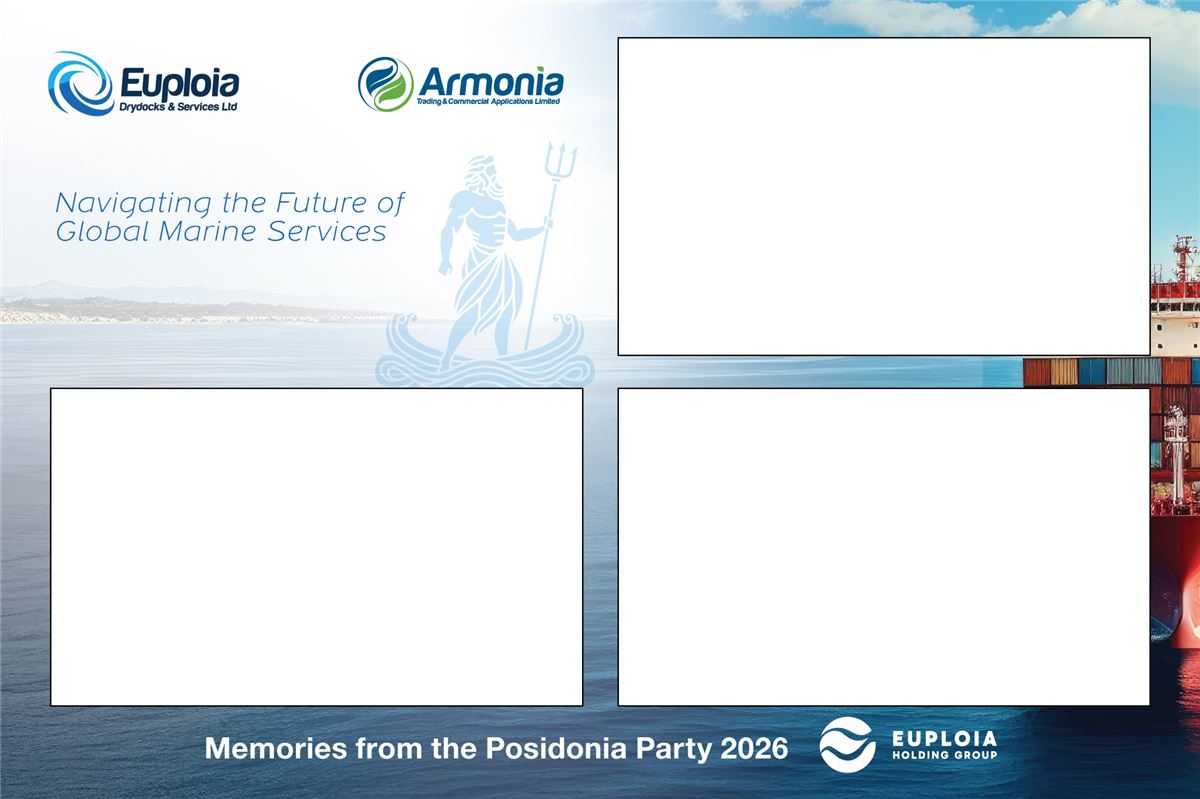 Euploia
Drydocks & Services Ltd
Armonia
Trading & Commercial Applications Limited
Navigating the Future of
Global Marine Services
Memories from the Posidonia Party 2026
EUPLOIA
HOLDING GROUP